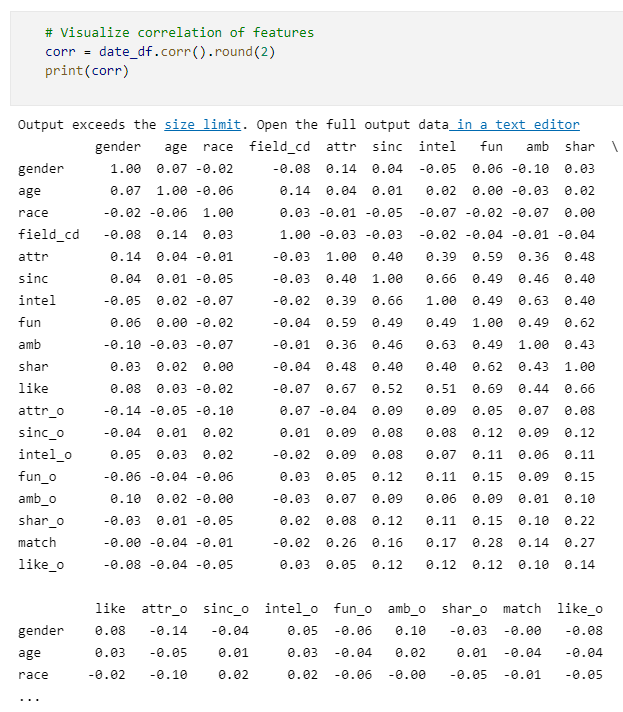 # Visualize correlation of features
corr = date_df.corr().round(2)
print(corr)
Output exceeds the size limit. Open the full output data in a text editor
gender age race field_cd attr sinc intel fun amb shar \
gender 1.00 0.07 -0.02 -0.08 0.14 0.04 -0.05 0.06 -0.10 0.03
age 0.07 1.00 -0.06 0.14 0.04 0.01 0.02 0.00 -0.03 0.02
race -0.02 -0.06 1.00 0.03 -0.01 -0.05 -0.07 -0.02 -0.07 0.00
field_cd -0.08 0.14 0.03 1.00 -0.03 -0.03 -0.02 -0.04 -0.01 -0.04
attr 0.14 0.04 -0.01 -0.03 1.00 0.40 0.39 0.59 0.36 0.48
sinc 0.04 0.01 -0.05 -0.03 0.40 1.00 0.66 0.49 0.46 0.40
intel -0.05 0.02 -0.07 -0.02 0.39 0.66 1.00 0.49 0.63 0.40
fun 0.06 0.00 -0.02 -0.04 0.59 0.49 0.49 1.00 0.49 0.62
amb -0.10 -0.03 -0.07 -0.01 0.36 0.46 0.63 0.49 1.00 0.43
shar 0.03 0.02 0.00 -0.04 0.48 0.40 0.40 0.62 0.43 1.00
like 0.08 0.03 -0.02 -0.07 0.67 0.52 0.51 0.69 0.44 0.66
attr_o -0.14 -0.05 -0.10 0.07 -0.04 0.09 0.09 0.05 0.07 0.08
sinc_o -0.04 0.01 0.02 0.01 0.09 0.08 0.08 0.12 0.09 0.12
intel_o 0.05 0.03 0.02 -0.02 0.09 0.08 0.07 0.11 0.06 0.11
fun_o -0.06 -0.04 -0.06 0.03 0.05 0.12 0.11 0.15 0.09 0.15
amb_o 0.10 0.02 -0.00 -0.03 0.07 0.09 0.06 0.09 0.01 0.10
shar_o -0.03 0.01 -0.05 0.02 0.08 0.12 0.11 0.15 0.10 0.22
match -0.00 -0.04 -0.01 -0.02 0.26 0.16 0.17 0.28 0.14 0.27
like_o -0.08 -0.04 -0.05 0.03 0.05 0.12 0.12 0.12 0.10 0.14
like attr_o sinc_o intel_o fun_o amb_o shar_o match like_o
gender 0.08 -0.14 -0.04 0.05 -0.06 0.10 -0.03 -0.00 -0.08
age 0.03 -0.05 0.01 0.03 -0.04 0.02 0.01 -0.04 -0.04
race -0.02 -0.10 0.02 0.02 -0.06 -0.00 -0.05 -0.01 -0.05
...